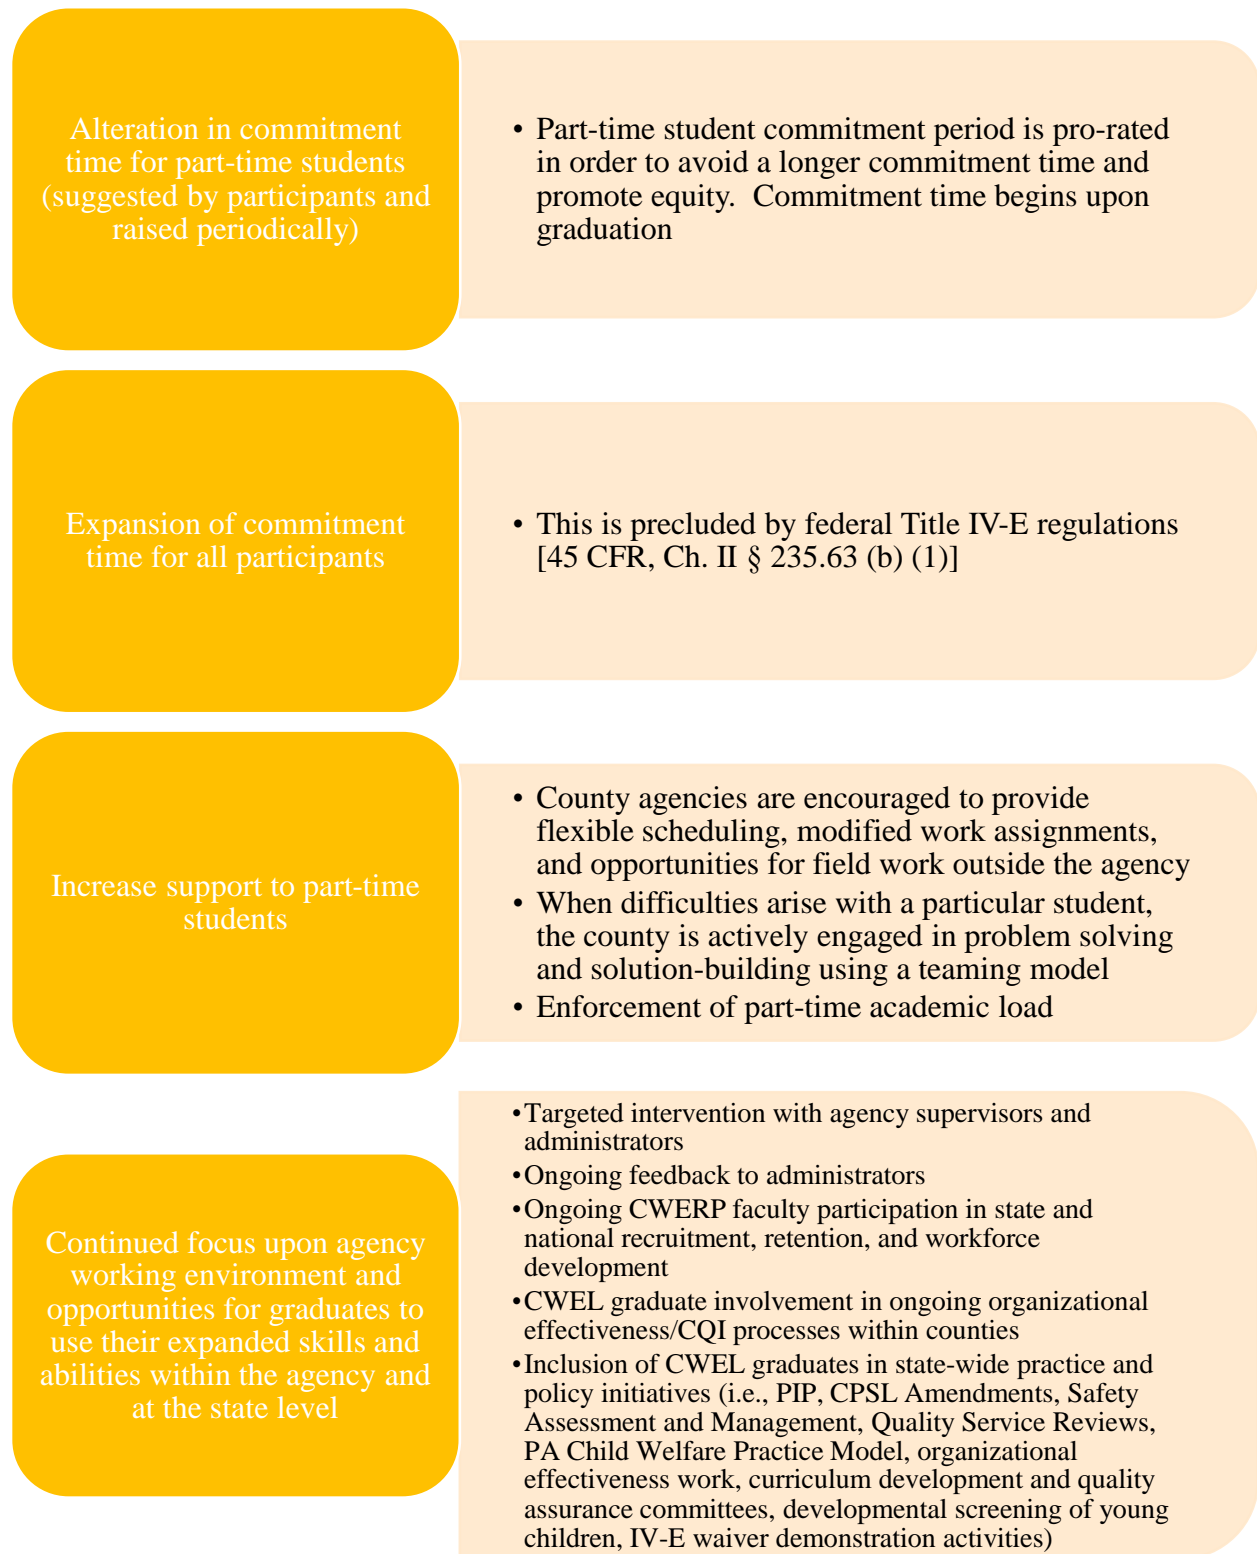 Alteration in commitment
time for part-time students
(suggested by participants and
raised periodically)
• Part-time student commitment period is pro-rated
in order to avoid a longer commitment time and
promote equity.  Commitment time begins upon
graduation
Expansion of commitment
time for all participants
• This is precluded by federal Title IV-E regulations
[45 CFR, Ch. II § 235.63 (b) (1)]
Increase support to part-time
students
• County agencies are encouraged to provide
flexible scheduling, modified work assignments,
and opportunities for field work outside the agency
• When difficulties arise with a particular student,
the county is actively engaged in problem solving
and solution-building using a teaming model
• Enforcement of part-time academic load
Continued focus upon agency
working environment and
opportunities for graduates to
use their expanded skills and
abilities within the agency and
at the state level
•Targeted intervention with agency supervisors and
administrators
•Ongoing feedback to administrators
•Ongoing CWERP faculty participation in state and
national recruitment, retention, and workforce
development
•CWEL graduate involvement in ongoing organizational
effectiveness/CQI processes within counties
•Inclusion of CWEL graduates in state-wide practice and
policy initiatives (i.e., PIP, CPSL Amendments, Safety
Assessment and Management, Quality Service Reviews,
PA Child Welfare Practice Model, organizational
effectiveness work, curriculum development and quality
assurance committees, developmental screening of young
children, IV-E waiver demonstration activities)